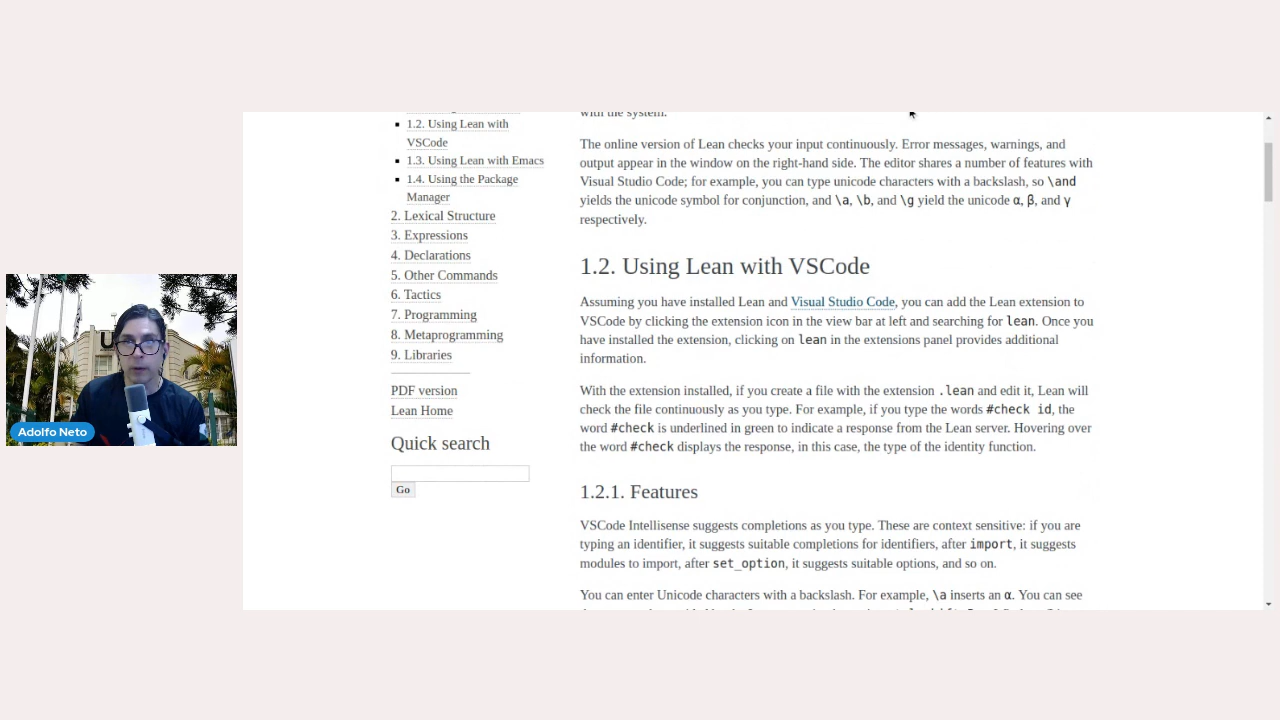 1.2. Using Lean with
VSCode
1.3. Using Lean with Emacs
1.4. Using the Package
Manager
2. Lexical Structure
3. Expressions
4. Declarations
5. Other Commands
6. Tactics
7. Programming
8. Metaprogramming
9. Libraries
PDF version
Lean Home
Quick search
Go
with the system.
The online version of Lean checks your input continuously. Error messages, warnings, and
output appear in the window on the right-hand side. The editor shares a number of features with
Visual Studio Code; for example, you can type unicode characters with a backslash, so \and
yields the unicode symbol for conjunction, and \a, \b, and \g yield the unicode α, β, and γ
respectively.
1.2. Using Lean with VSCode
Assuming you have installed Lean and Visual Studio Code, you can add the Lean extension to
VSCode by clicking the extension icon in the view bar at left and searching for lean. Once you
have installed the extension, clicking on lean in the extensions panel provides additional
information.
With the extension installed, if you create a file with the extension .lean and edit it, Lean will
check the file continuously as you type. For example, if you type the words #check id, the
word #check is underlined in green to indicate a response from the Lean server. Hovering over
the word #check displays the response, in this case, the type of the identity function.
1.2.1. Features
VSCode Intellisense suggests completions as you type. These are context sensitive: if you are
typing an identifier, it suggests suitable completions for identifiers, after import, it suggests
modules to import, after set_option, it suggests suitable options, and so on.
You can enter Unicode characters with a backslash. For example, \a inserts an α. You can see
U
Adolfo Neto